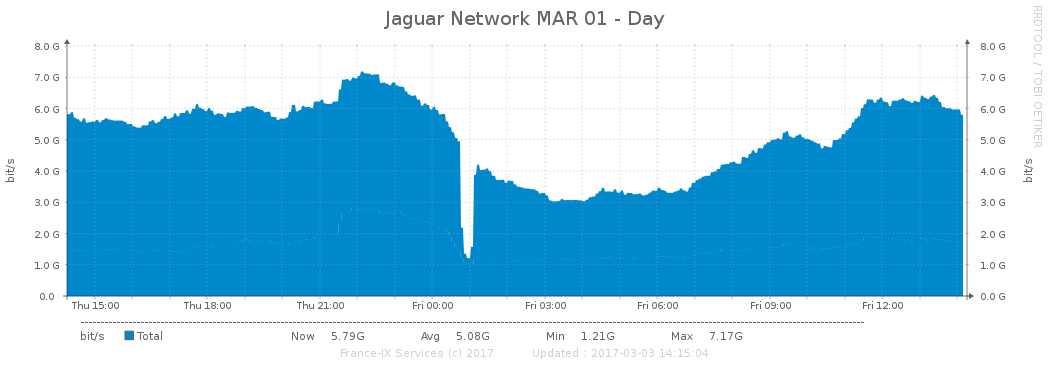 Jaguar Network MAR 01 - Day
RRDTOOL / TOBI OETIKER
8.0 G 8.0 G
7.0 G 7.0 G
6.0 G 6.0 G
5.0 G 5.0 G
4.0 G 4.0 G
3.0 G 3.0 G
2.0 G 2.0 G
1.0 G 1.0 G
0.0 0.0 G
bit/s
bit/s
Thu 15:00 Thu 18:00 Thu 21:00 Fri 00:00 Fri 03:00 Fri 06:00 Fri 09:00 Fri 12:00
bit/s Total Now 5.79G Avg 5.08G Min 1.21G Max 7.17G
France-IX Services (c) 2017 Updated : 2017-03-03 14:15:04